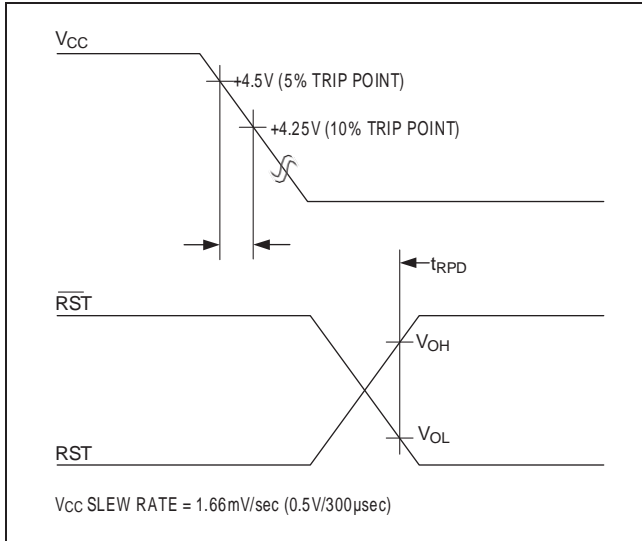 VCC
+4.5V (5% TRIP POINT)
+4.25V (10% TRIP POINT)
tRPD
RST
VOH
VOL
RST
VCC SLEW RATE = 1.66mV/sec (0.5V/300µsec)